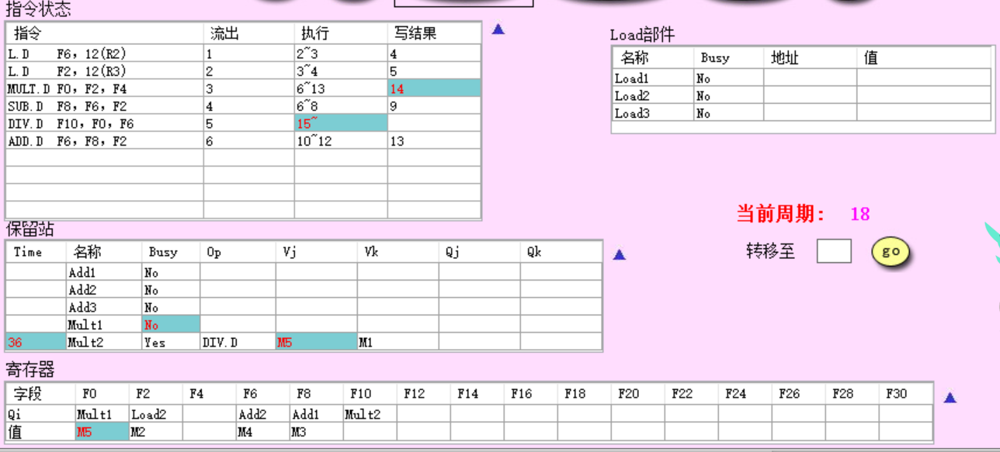 指令状态
指令 流出 执行 写结果
L.D F6, 12(R2) 1 2~3 4
L.D F2, 12(R3) 2 3~4 5
MULT.D F0, F2, F4 3 6~13 14
SUB.D F8, F6, F2 4 6~8 9
DIV.D F10, F0, F6 5 15~
ADD.D F6, F8, F2 6 10~12 13
Load部件
名称 Busy 地址 值
Load1 No
Load2 No
Load3 No
当前周期: 18
转移至 go
保留站
Time 名称 Busy Op Vj Vk Qj Qk
Add1 No
Add2 No
Add3 No
Mult1 No
36 Mult2 Yes DIV.D M5 M1
寄存器
字段 F0 F2 F4 F6 F8 F10 F12 F14 F16 F18 F20 F22 F24 F26 F28 F30
Qi Mult1 Load2 Add2 Add1 Mult2
值 M5 M2 M4 M3